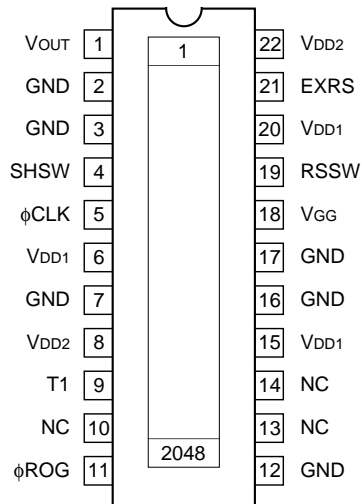 VOUT 1 1 22 VDD2
GND 2 21 EXRS
GND 3 20 VDD1
SHSW 4 19 RSSW
ϕCLK 5 18 VGG
VDD1 6 17 GND
GND 7 16 GND
VDD2 8 15 VDD1
T1 9 14 NC
NC 10 13 NC
ϕROG 11 2048 12 GND